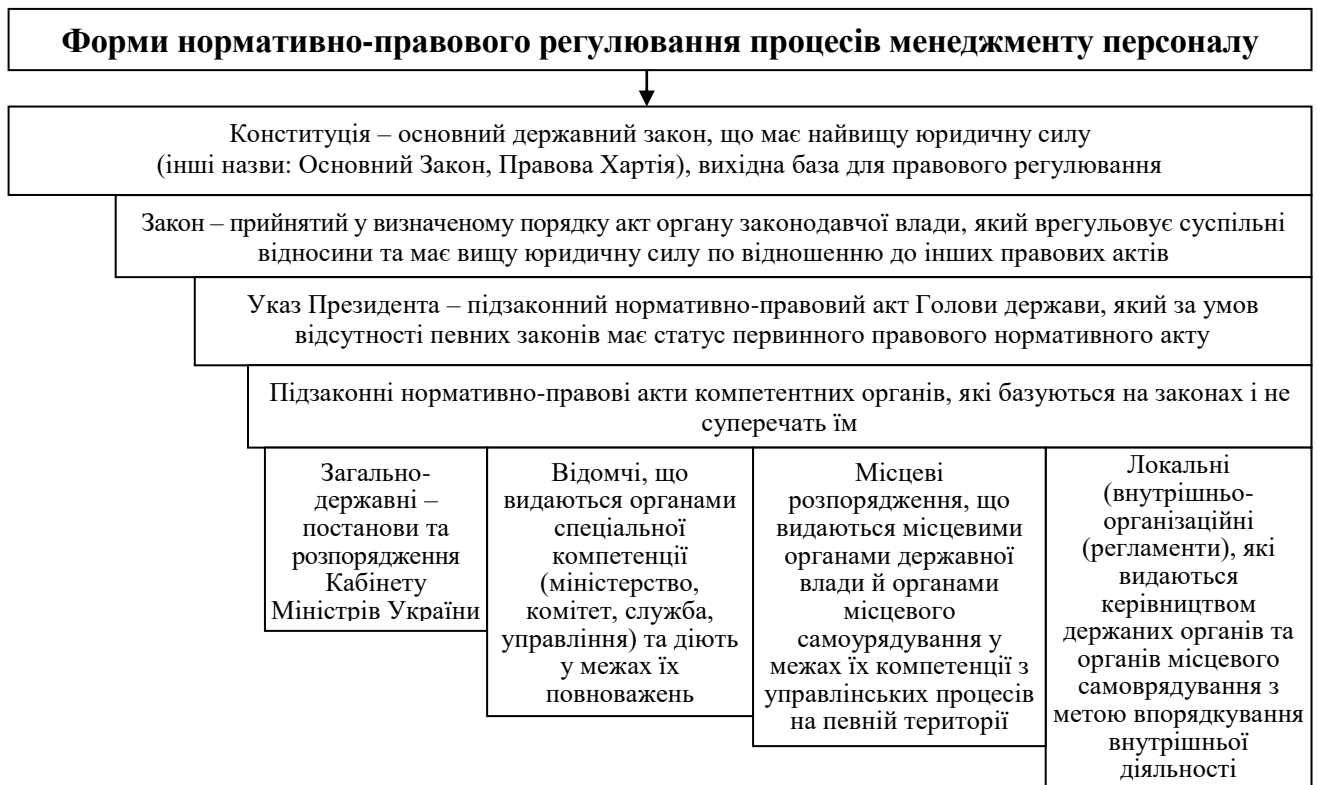 Форми нормативно-правового регулювання процесів менеджменту персоналу
Конституція – основний державний закон, що має найвищу юридичну силу
(інші назви: Основний Закон, Правова Хартія), вихідна база для правового регулювання
Закон – прийнятий у визначеному порядку акт органу законодавчої влади, який врегульовує суспільні
відносини та має вищу юридичну силу по відношенню до інших правових актів
Указ Президента – підзаконний нормативно-правовий акт Голови держави, який за умов
відсутності певних законів має статус первинного правового нормативного акту
Підзаконні нормативно-правові акти компетентних органів, які базуються на законах і не
суперечать їм
Загально-
державні –
постанови та
розпорядження
Кабінету
Міністрів України
Відомчі, що
видаються органами
спеціальної
компетенції
(міністерство,
комітет, служба,
управління) та діють
у межах їх
повноважень
Місцеві
розпорядження, що
видаються місцевими
органами державної
влади й органами
місцевого
самоурядування у
межах їх компетенції з
управлінських процесів
на певній території
Локальні
(внутрішньо-
організаційні
(регламенти), які
видаються
керівництвом
держаних органів та
органів місцевого
самоврядування з
метою впорядкування
внутрішньої
діяльності